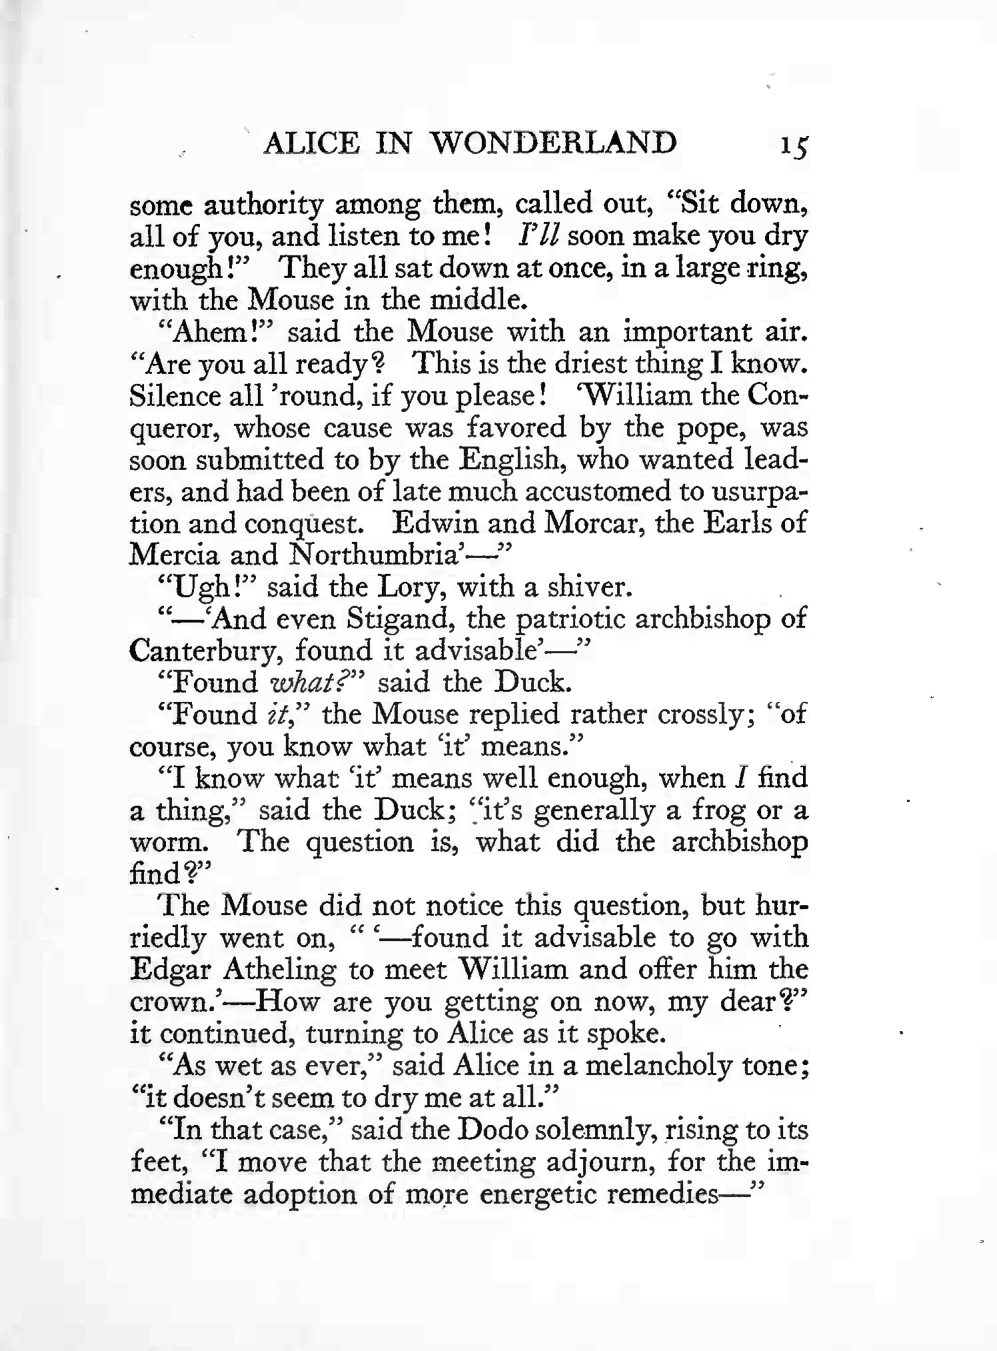 ALICE IN WONDERLAND 15
some authority among them, called out, “Sit down,
all of you, and listen to me! I’ll soon make you dry
enough!” They all sat down at once, in a large ring,
with the Mouse in the middle.
“Ahem!” said the Mouse with an important air.
“Are you all ready? This is the driest thing I know.
Silence all ’round, if you please! ‘William the Con-
queror, whose cause was favored by the pope, was
soon submitted to by the English, who wanted lead-
ers, and had been of late much accustomed to usurpa-
tion and conquest. Edwin and Morcar, the Earls of
Mercia and Northumbria’—”
“Ugh!” said the Lory, with a shiver.
“—‘And even Stigand, the patriotic archbishop of
Canterbury, found it advisable’—”
“Found what?” said the Duck.
“Found it,” the Mouse replied rather crossly; “of
course, you know what ‘it’ means.”
“I know what ‘it’ means well enough, when I find
a thing,” said the Duck; “it’s generally a frog or a
worm. The question is, what did the archbishop
find?”
The Mouse did not notice this question, but hur-
riedly went on, “ ‘—found it advisable to go with
Edgar Atheling to meet William and offer him the
crown.’—How are you getting on now, my dear?”
it continued, turning to Alice as it spoke.
“As wet as ever,” said Alice in a melancholy tone;
“it doesn’t seem to dry me at all.”
“In that case,” said the Dodo solemnly, rising to its
feet, “I move that the meeting adjourn, for the im-
mediate adoption of more energetic remedies—”